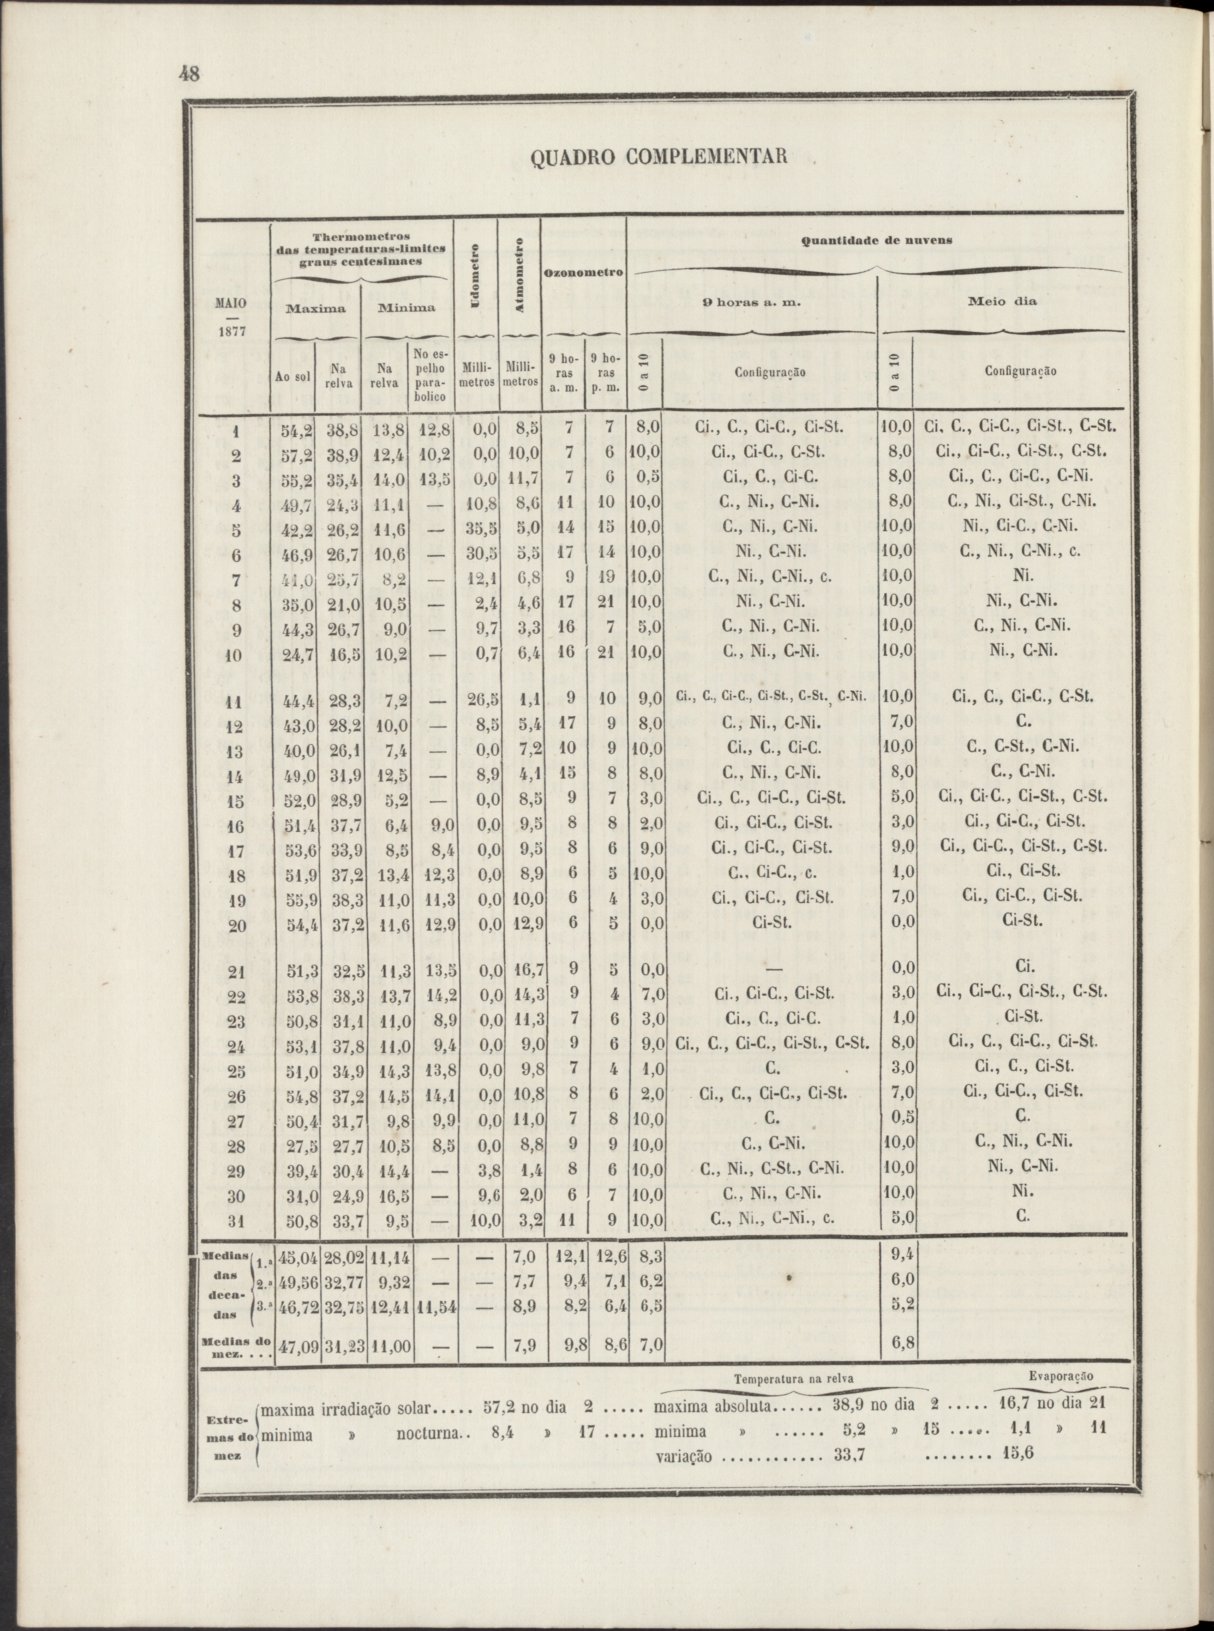 48
QUADRO COMPLEMENTAR
MAIO
—
1877
Thermometros
das temperaturas-limites
graus centesimaes
Udometro
Atmometro
Ozonometro
Quantidade de nuvens
Maxima
Minima
9 horas a. m.
Meio dia
Ao sol
Na relva
Na relva
No espelho parabolico
Millimetros
Millimetros
9 horas a. m.
9 horas p. m.
0 a 10
Configuração
0 a 10
Configuração
1 54,2 38,8 13,8 12,8 0,0 8,5 7 7 8,0 Ci., C., Ci-C., Ci-St. 10,0 Ci. C., Ci-C., Ci-St., C-St.
2 57,2 38,9 12,4 10,2 0,0 10,0 7 6 10,0 Ci., Ci-C., C-St. 8,0 Ci., Ci-C., Ci-St., C-St.
3 55,2 35,4 14,0 13,5 0,0 11,7 7 6 0,5 Ci., C., Ci-C. 8,0 Ci., C., Ci-C., C-Ni.
4 49,7 24,3 11,1 — 10,8 8,6 11 10 10,0 C., Ni., C-Ni. 8,0 C., Ni., Ci-St., C-Ni.
5 42,2 26,2 11,6 — 35,5 5,0 14 15 10,0 C., Ni., C-Ni. 10,0 Ni., Ci-C., C-Ni.
6 46,9 26,7 10,6 — 30,5 5,5 17 14 10,0 Ni., C-Ni. 10,0 C., Ni., C-Ni., c.
7 41,0 25,7 8,2 — 12,1 6,8 9 19 10,0 C., Ni., C-Ni., c. 10,0 Ni.
8 35,0 21,0 10,5 — 2,4 4,6 17 21 10,0 Ni., C-Ni. 10,0 Ni., C-Ni.
9 44,3 26,7 9,0 — 9,7 3,3 16 7 5,0 C., Ni., C-Ni. 10,0 C., Ni., C-Ni.
10 24,7 16,5 10,2 — 0,7 6,4 16 21 10,0 C., Ni., C-Ni. 10,0 Ni., C-Ni.
11 44,4 28,3 7,2 — 26,5 1,1 9 10 9,0 Ci., C., Ci-C., Ci-St., C-St., C-Ni. 10,0 Ci., C., Ci-C., C-St.
12 43,0 28,2 10,0 — 8,5 5,4 17 9 8,0 C., Ni., C-Ni. 7,0 C.
13 40,0 26,1 7,4 — 0,0 7,2 10 9 10,0 Ci., C., Ci-C. 10,0 C., C-St., C-Ni.
14 49,0 31,9 12,5 — 8,9 4,1 15 8 8,0 C., Ni., C-Ni. 8,0 C., C-Ni.
15 52,0 28,9 5,2 — 0,0 8,5 9 7 3,0 Ci., C., Ci-C., Ci-St. 5,0 Ci., Ci-C., Ci-St., C-St.
16 51,4 37,7 6,4 9,0 0,0 9,5 8 8 2,0 Ci., Ci-C., Ci-St. 3,0 Ci., Ci-C., Ci-St.
17 53,6 33,9 8,5 8,4 0,0 9,5 8 6 9,0 Ci., Ci-C., Ci-St. 9,0 Ci., Ci-C., Ci-St., C-St.
18 51,9 37,2 13,4 12,3 0,0 8,9 6 5 10,0 C., Ci-C., c. 1,0 Ci., Ci-St.
19 55,9 38,3 11,0 11,3 0,0 10,0 6 4 3,0 Ci., Ci-C., Ci-St. 7,0 Ci., Ci-C., Ci-St.
20 54,4 37,2 11,6 12,9 0,0 12,9 6 5 0,0 Ci-St. 0,0 Ci-St.
21 51,3 32,5 11,3 13,5 0,0 16,7 9 5 0,0 — 0,0 Ci.
22 53,8 38,3 13,7 14,2 0,0 14,3 9 4 7,0 Ci., Ci-C., Ci-St. 3,0 Ci., Ci-C., Ci-St., C-St.
23 50,8 31,1 11,0 8,9 0,0 11,3 7 6 3,0 Ci., C., Ci-C. 1,0 Ci-St.
24 53,1 37,8 11,0 9,4 0,0 9,0 9 6 9,0 Ci., C., Ci-C., Ci-St., C-St. 8,0 Ci., C., Ci-C., Ci-St.
25 51,0 34,9 14,3 13,8 0,0 9,8 7 4 1,0 C. 3,0 Ci., C., Ci-St.
26 54,8 37,2 14,5 14,1 0,0 10,8 8 6 2,0 Ci., C., Ci-C., Ci-St. 7,0 Ci., Ci-C., Ci-St.
27 50,4 31,7 9,8 9,9 0,0 11,0 7 8 10,0 C. 0,5 C.
28 27,5 27,7 10,5 8,5 0,0 8,8 9 9 10,0 C., C-Ni. 10,0 C., Ni., C-Ni.
29 39,4 30,4 14,4 — 3,8 1,4 8 6 10,0 C., Ni., C-St., C-Ni. 10,0 Ni., C-Ni.
30 31,0 24,9 16,5 — 9,6 2,0 6 7 10,0 C., Ni., C-Ni. 10,0 Ni.
31 50,8 33,7 9,5 — 10,0 3,2 11 9 10,0 C., Ni., C-Ni., c. 5,0 C.
Medias das decadas
1.ª 45,04 28,02 11,14 — — 7,0 12,1 12,6 8,3 9,4
2.ª 49,56 32,77 9,32 — — 7,7 9,4 7,1 6,2 6,0
3.ª 46,72 32,75 12,41 11,54 — 8,9 8,2 6,4 6,5 5,2
Medias do mez.... 47,09 31,23 11,00 — — 7,9 9,8 8,6 7,0 6,8
Temperatura na relva Evaporação
Extremas do mez
maxima irradiação solar..... 57,2 no dia 2 ..... maxima absoluta...... 38,9 no dia 2 ..... 16,7 no dia 21
minima » nocturna.. 8,4 » 17 ..... minima » ...... 5,2 » 15 ..... 1,1 » 11
variação ............ 33,7 ........ 15,6